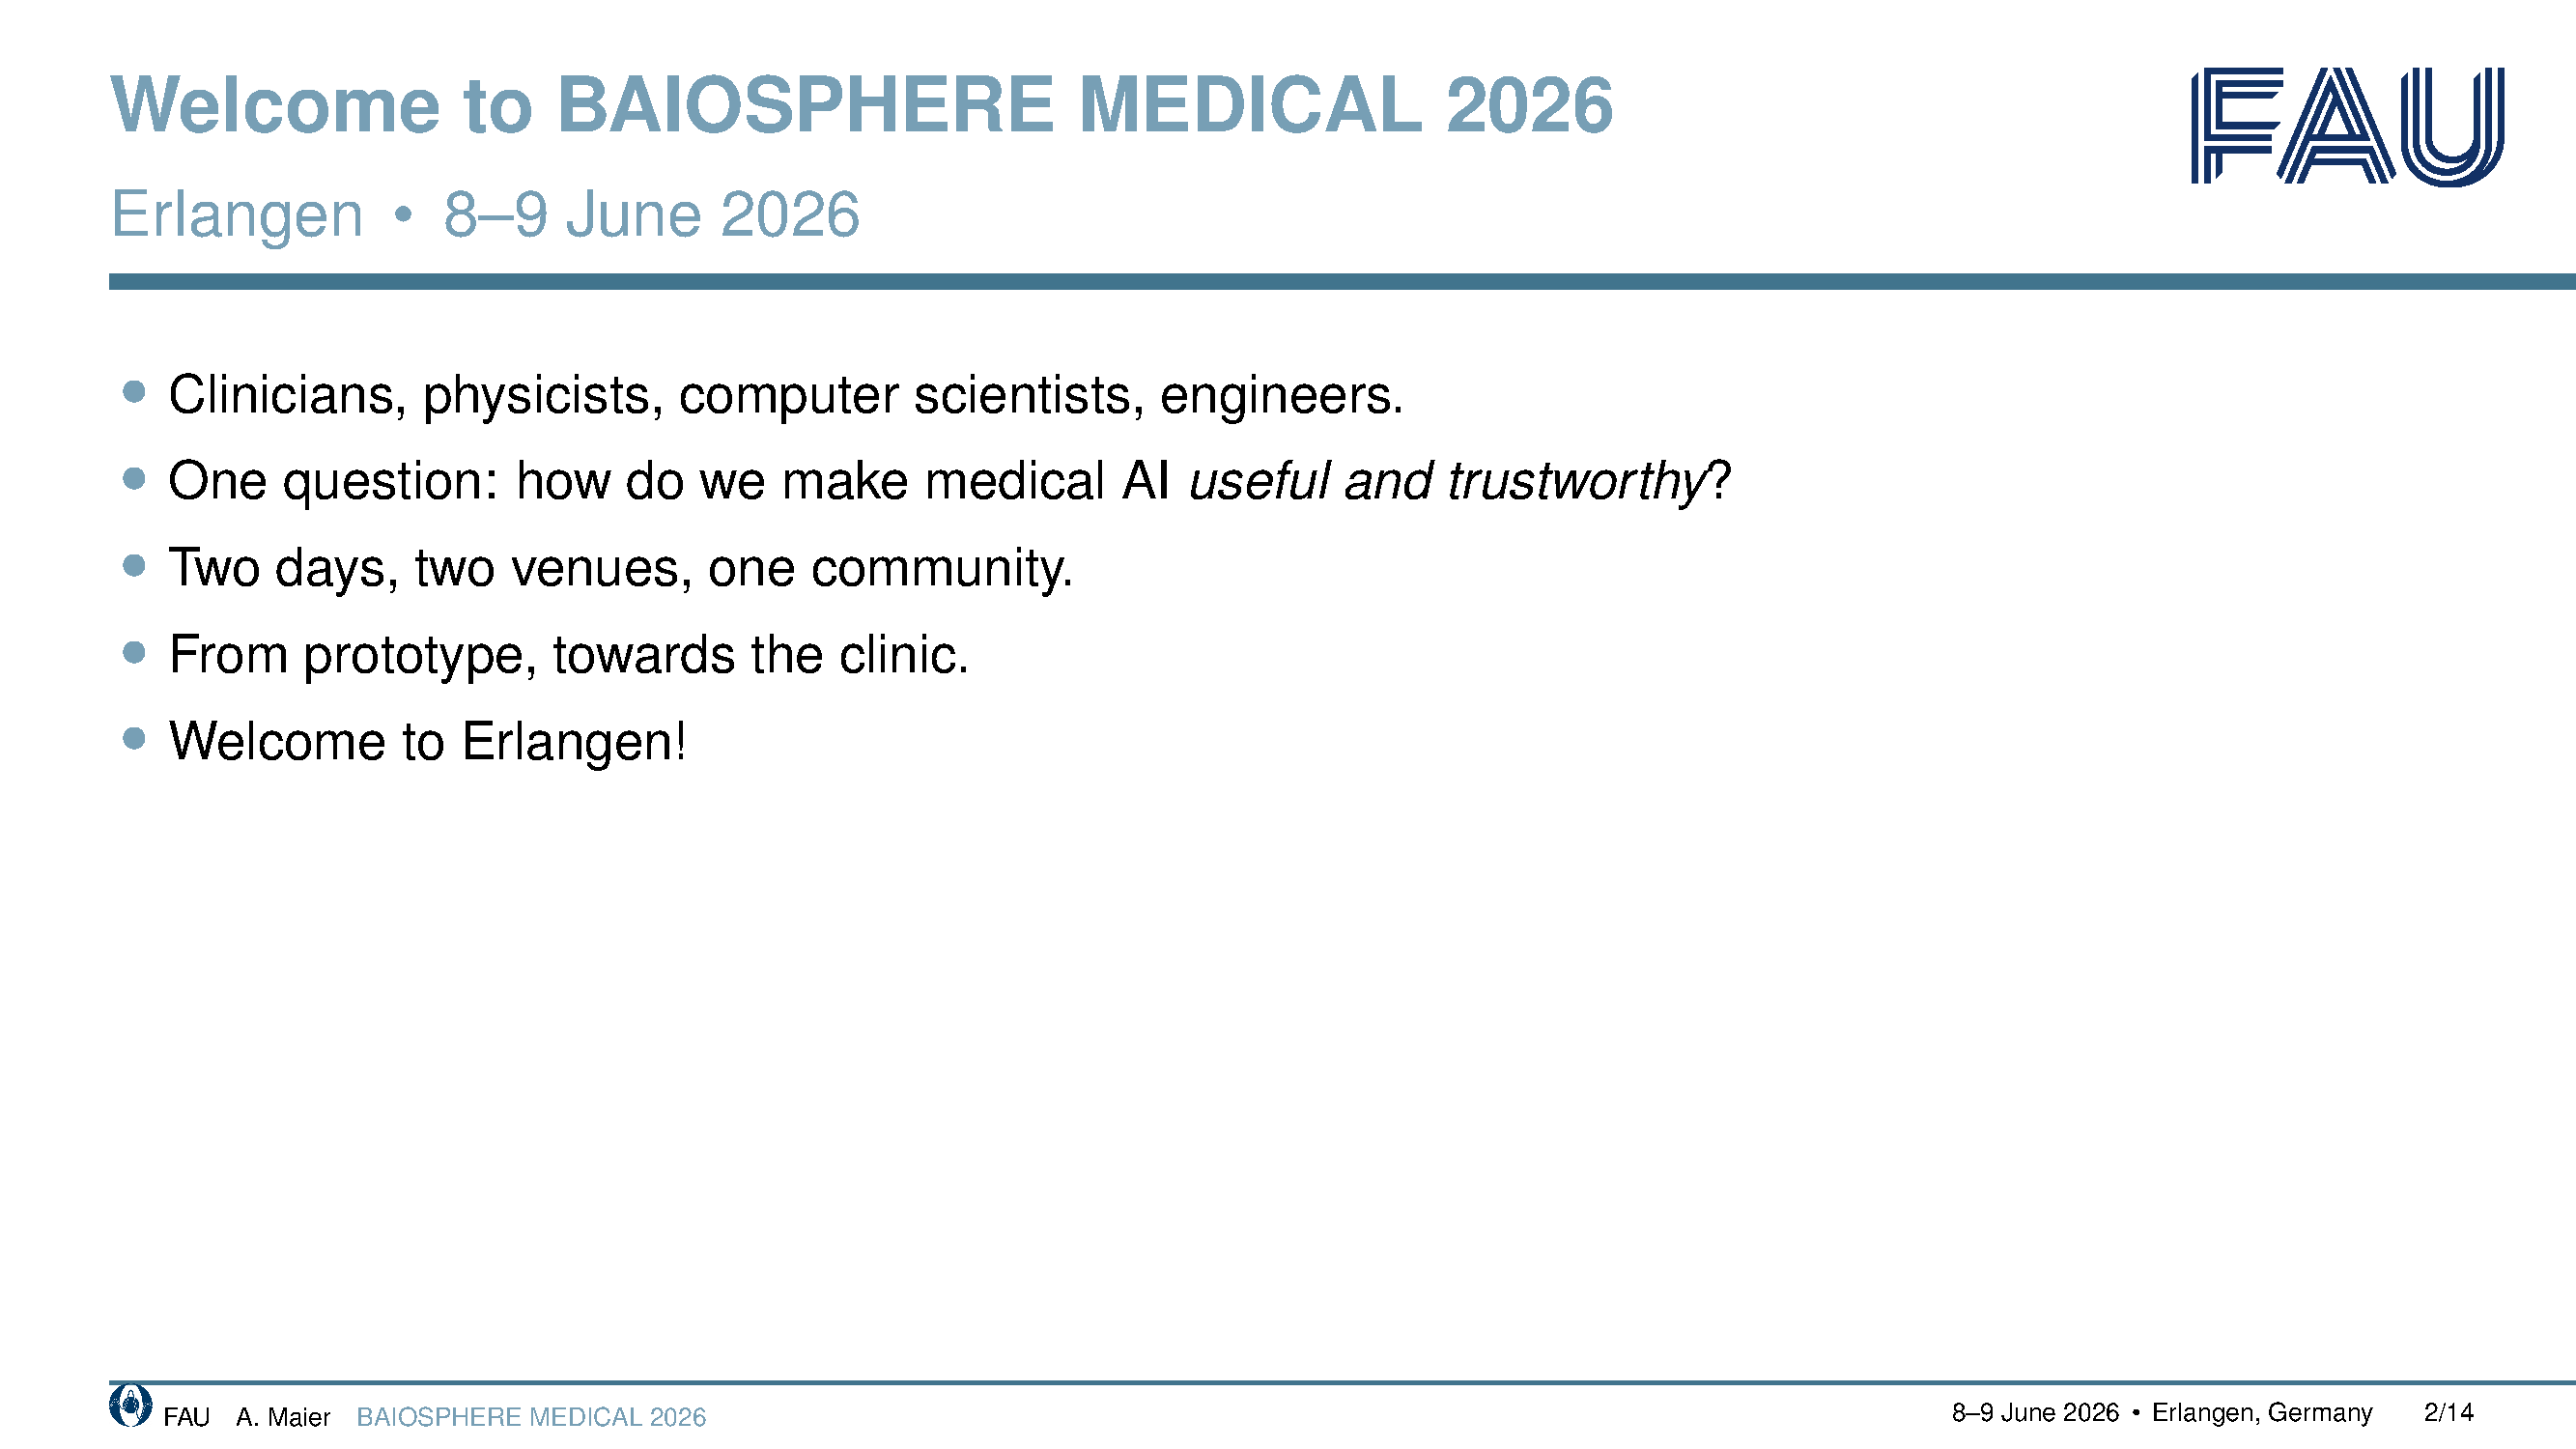 Welcome to BAIOSPHERE MEDICAL 2026
FAU
Erlangen • 8–9 June 2026
• Clinicians, physicists, computer scientists, engineers.
• One question: how do we make medical AI useful and trustworthy?
• Two days, two venues, one community.
• From prototype, towards the clinic.
• Welcome to Erlangen!
FAU A. Maier BAIOSPHERE MEDICAL 2026
8–9 June 2026 • Erlangen, Germany 2/14